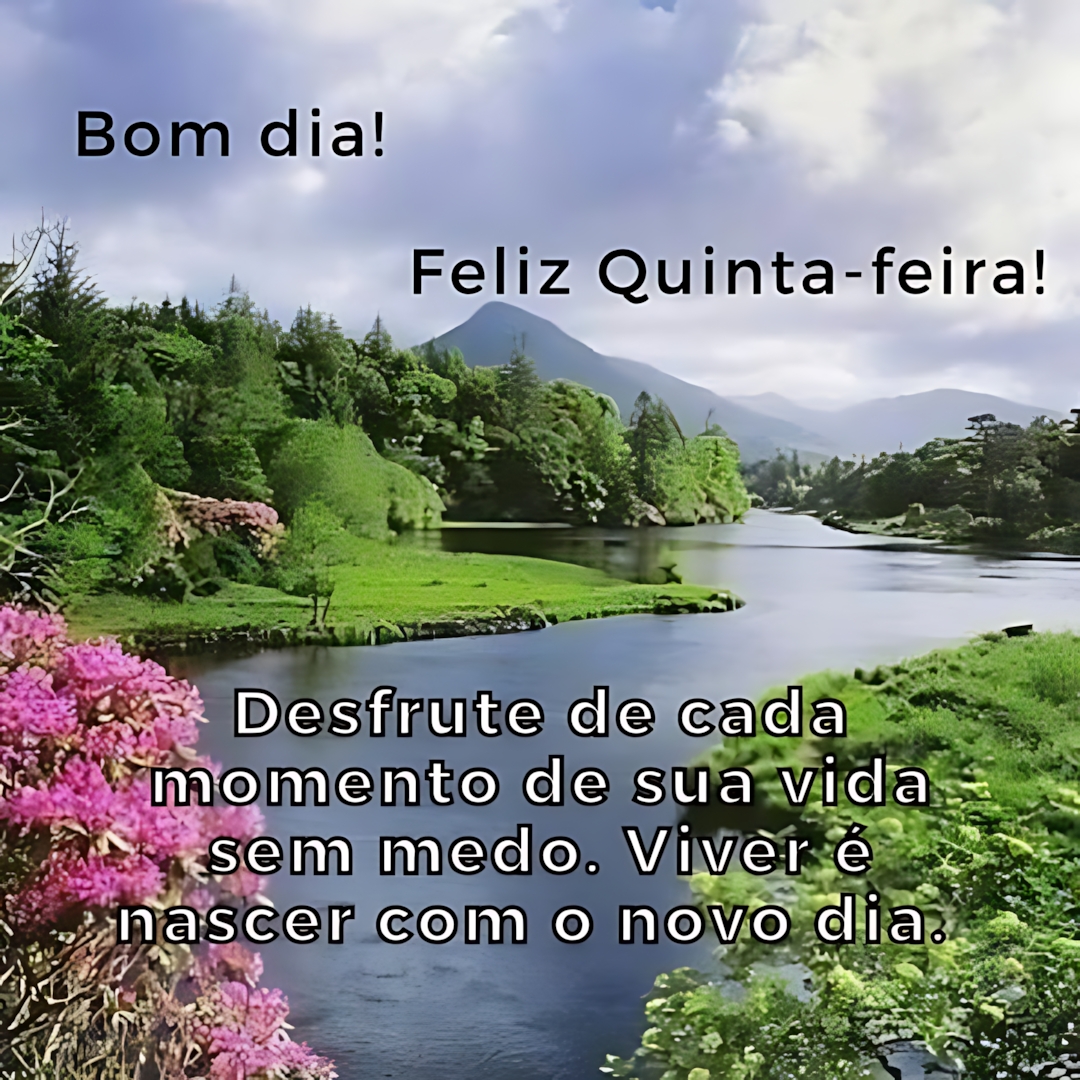 Bom dia!
Feliz Quinta-feira!
Desfrute de cada
momento de sua vida
sem medo. Viver é
nascer com o novo dia.